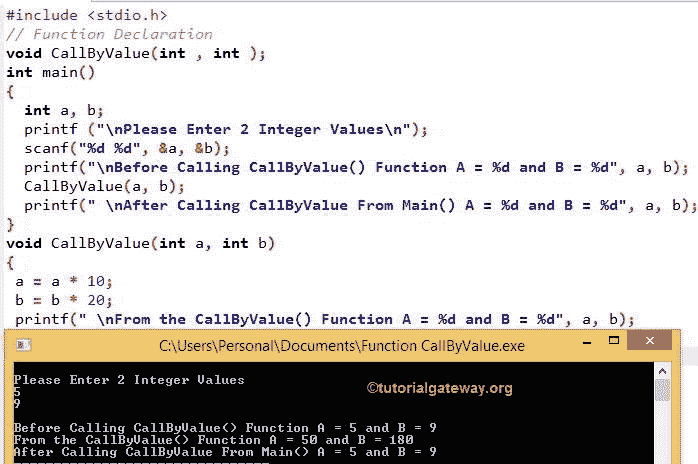 #include <stdio.h>
// Function Declaration
void CallByValue(int , int );
int main()
{
int a, b;
printf ("\nPlease Enter 2 Integer Values\n");
scanf("%d %d", &a, &b);
printf("\nBefore Calling CallByValue() Function A = %d and B = %d", a, b);
CallByValue(a, b);
printf(" \nAfter Calling CallByValue From Main() A = %d and B = %d", a, b);
}
void CallByValue(int a, int b)
{
a = a * 10;
b = b * 20;
printf(" \nFrom the CallByValue() Function A = %d and B = %d", a, b);
C:\Users\Personal\Documents\Function CallByValue.exe
Please Enter 2 Integer Values
©tutorialgateway.org
5
9
Before Calling CallByValue() Function A = 5 and B = 9
From the CallByValue() Function A = 50 and B = 180
After Calling CallByValue From Main() A = 5 and B = 9